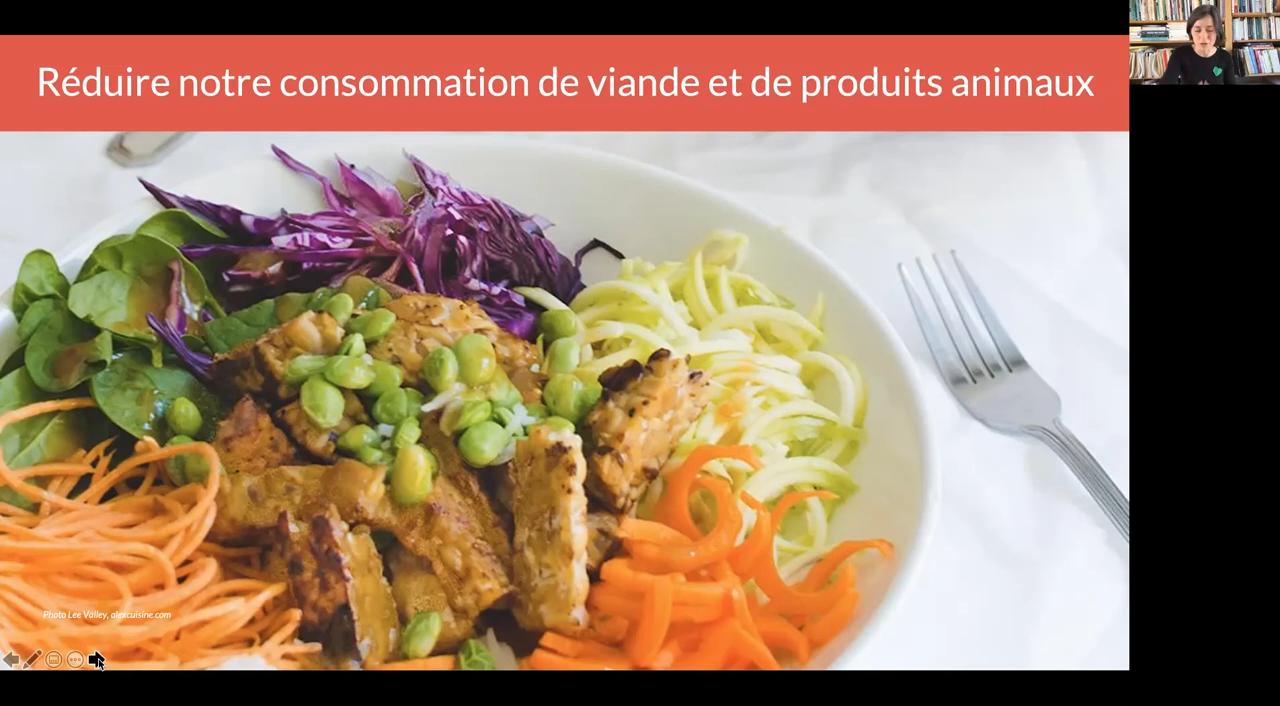 Réduire notre consommation de viande et de produits animaux
Photo Lee Valley, alexcuisine.com